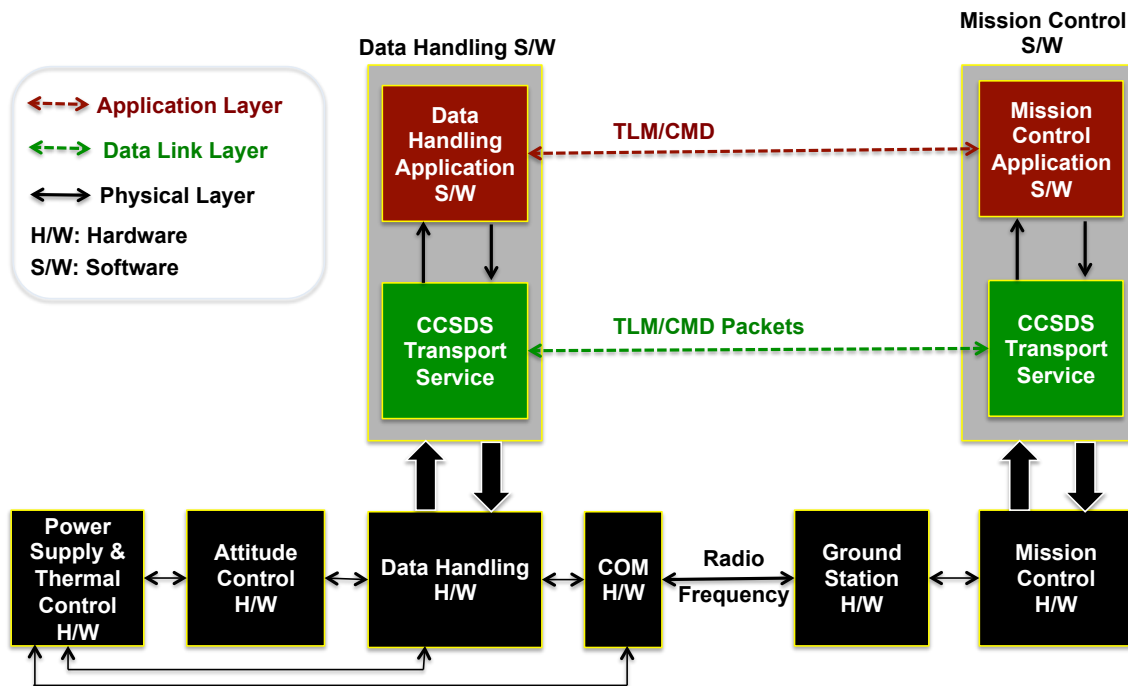 Data Handling S/W
Mission Control
S/W
Application Layer
Data Link Layer
Physical Layer
H/W: Hardware
S/W: Software
Data
Handling
Application
S/W
TLM/CMD
Mission
Control
Application
S/W
CCSDS
Transport
Service
TLM/CMD Packets
CCSDS
Transport
Service
Power
Supply &
Thermal
Control
H/W
Attitude
Control
H/W
Data Handling
H/W
COM
H/W
Radio
Frequency
Ground
Station
H/W
Mission
Control
H/W